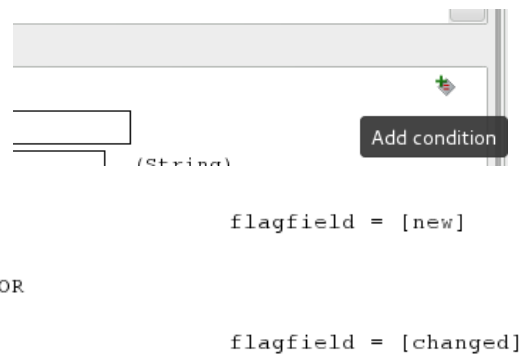 Add condition
(String)
flagfield = [new]
OR
flagfield = [changed]